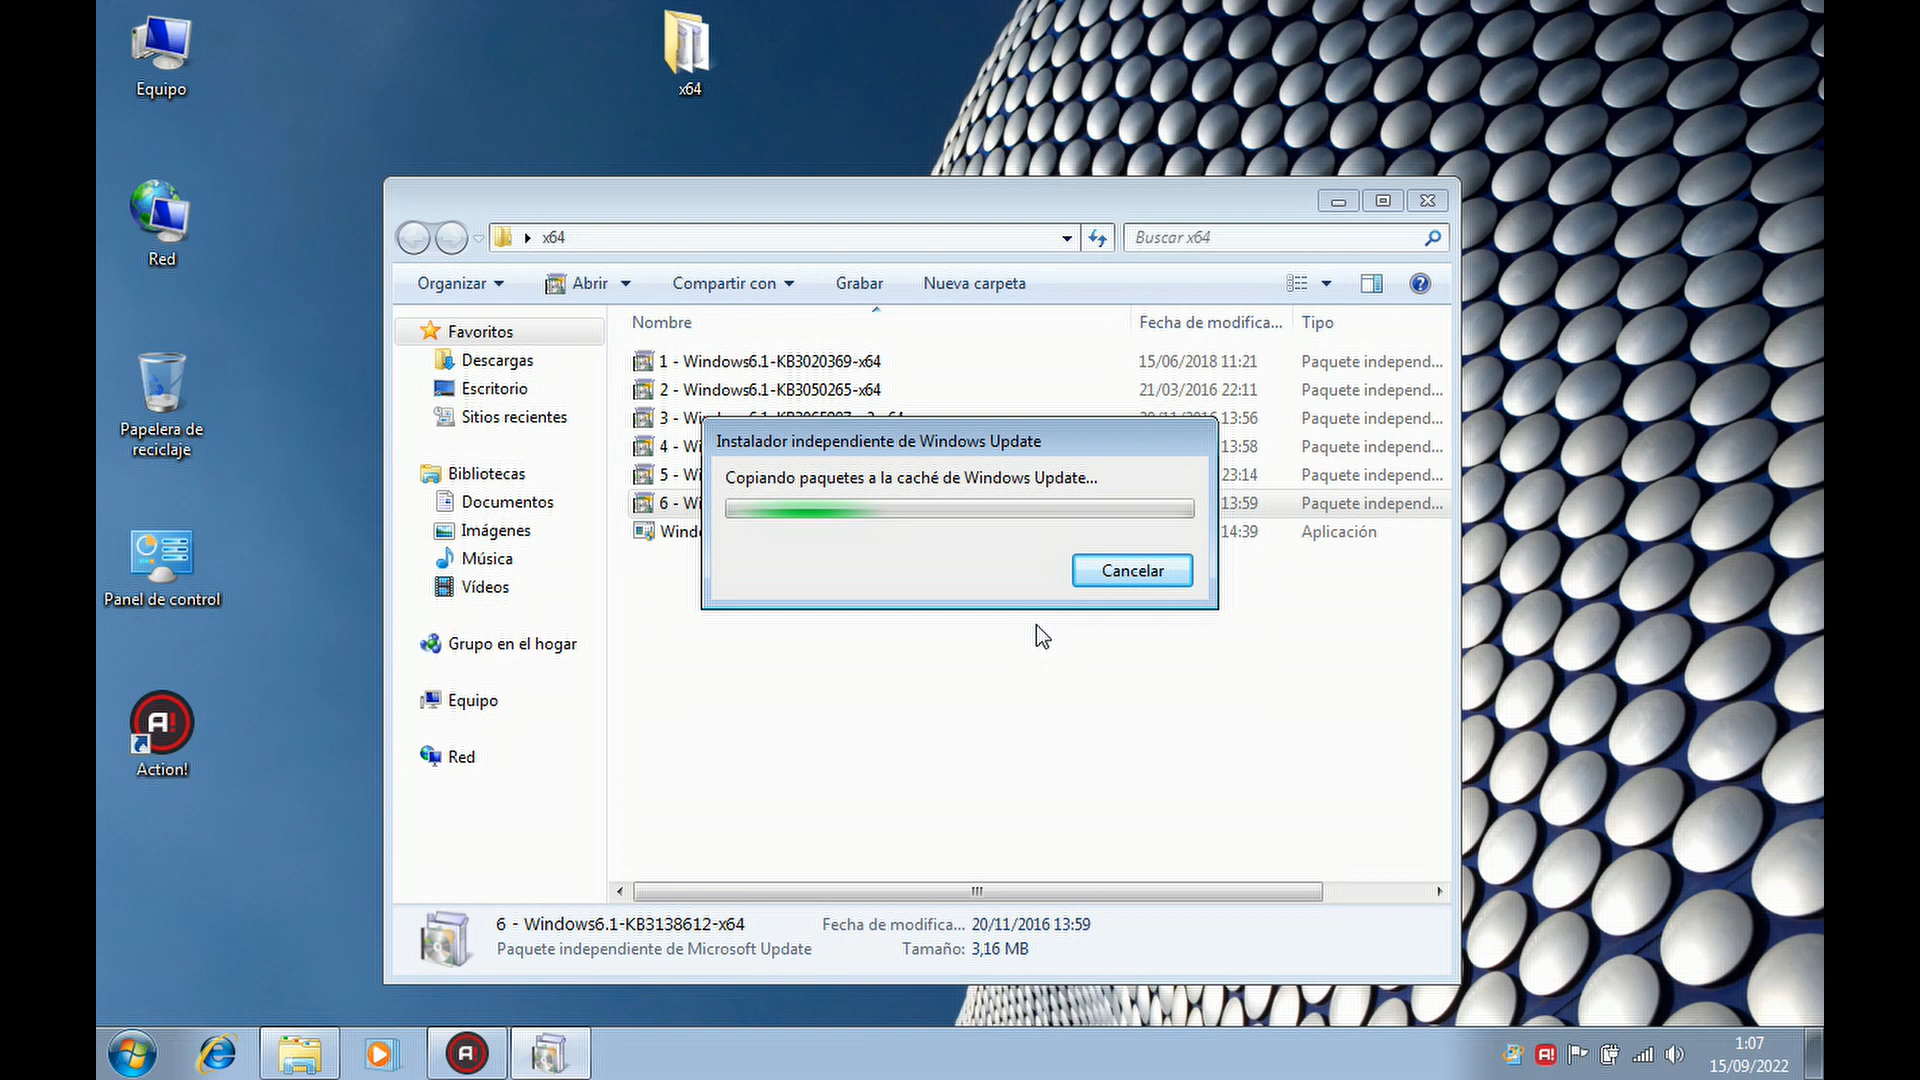 Equipo
x64
Red
Papelera de
reciclaje
Panel de control
Action!
x64
Buscar x64
Organizar
Abrir
Compartir con
Grabar
Nueva carpeta
Favoritos
Descargas
Escritorio
Sitios recientes
Bibliotecas
Documentos
Imágenes
Música
Vídeos
Grupo en el hogar
Equipo
Red
Nombre Fecha de modifica... Tipo
1 - Windows6.1-KB3020369-x64 15/06/2018 11:21 Paquete independ...
2 - Windows6.1-KB3050265-x64 21/03/2016 22:11 Paquete independ...
3 - 13:56 Paquete independ...
4 - Wi 13:58 Paquete independ...
5 - Wi 23:14 Paquete independ...
6 - Wi 13:59 Paquete independ...
Wind 14:39 Aplicación
Instalador independiente de Windows Update
Copiando paquetes a la caché de Windows Update...
Cancelar
6 - Windows6.1-KB3138612-x64 Fecha de modifica... 20/11/2016 13:59
Paquete independiente de Microsoft Update Tamaño: 3,16 MB
1:07
15/09/2022